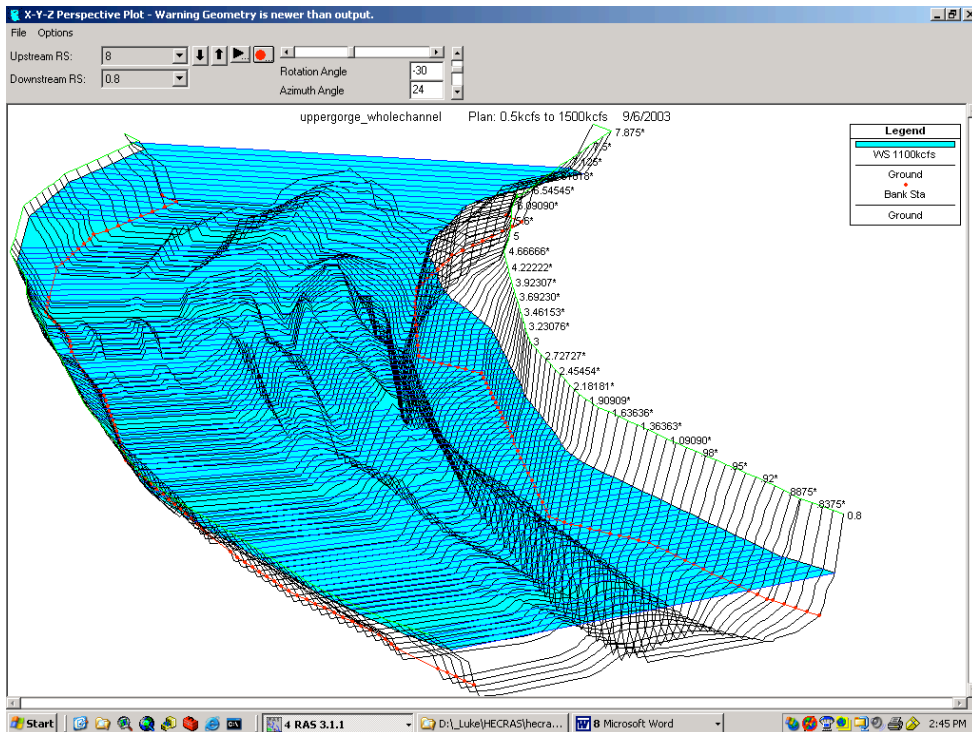 X-Y-Z Perspective Plot - Warning Geometry is newer than output.
File Options
Upstream RS: 8
Downstream RS: 0.8
Rotation Angle -30
Azimuth Angle 24
uppergorge_wholechannel Plan: 0.5kcfs to 1500kcfs 9/6/2003
Legend
WS 1100kcfs
Ground
Bank Sta
Ground
7.875*
7.5*
7.125*
6.54545*
6.09090*
5.6*
5
4.66666*
4.22222*
3.92307*
3.69230*
3.46153*
3.23076*
3
2.72727*
2.45454*
2.18181*
1.90909*
1.63636*
1.36363*
1.09090*
.98*
.95*
.92*
.8875*
.8375*
0.8
Start
4 RAS 3.1.1
D:\_Luke\HECRAS\hecra...
8 Microsoft Word
2:45 PM